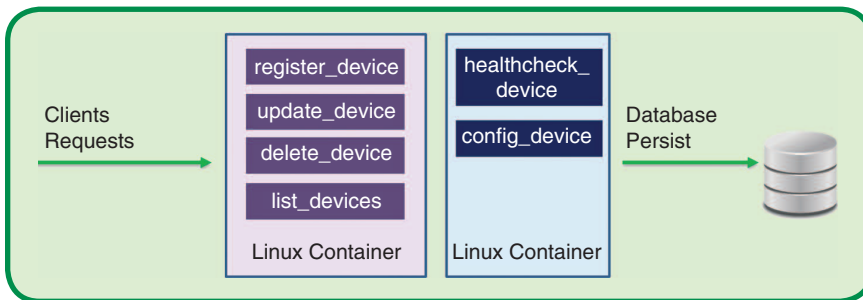 Clients
Requests
register_device
update_device
delete_device
list_devices
Linux Container
healthcheck_
device
config_device
Linux Container
Database
Persist